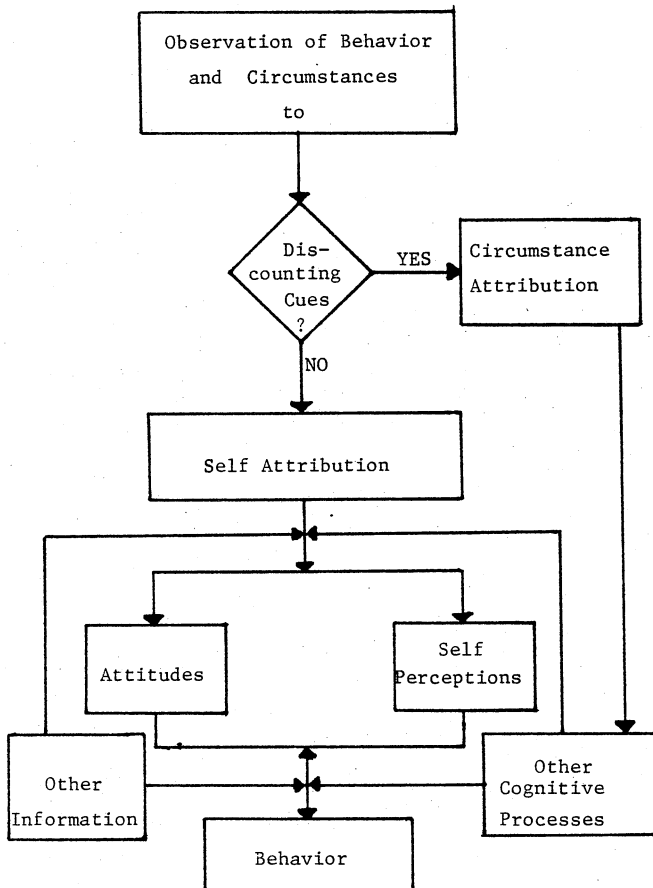 Observation of Behavior
and Circumstances
to
Dis-
counting
Cues
?
YES
Circumstance
Attribution
NO
Self Attribution
Attitudes
Self
Perceptions
Other
Information
Other
Cognitive
Processes
Behavior